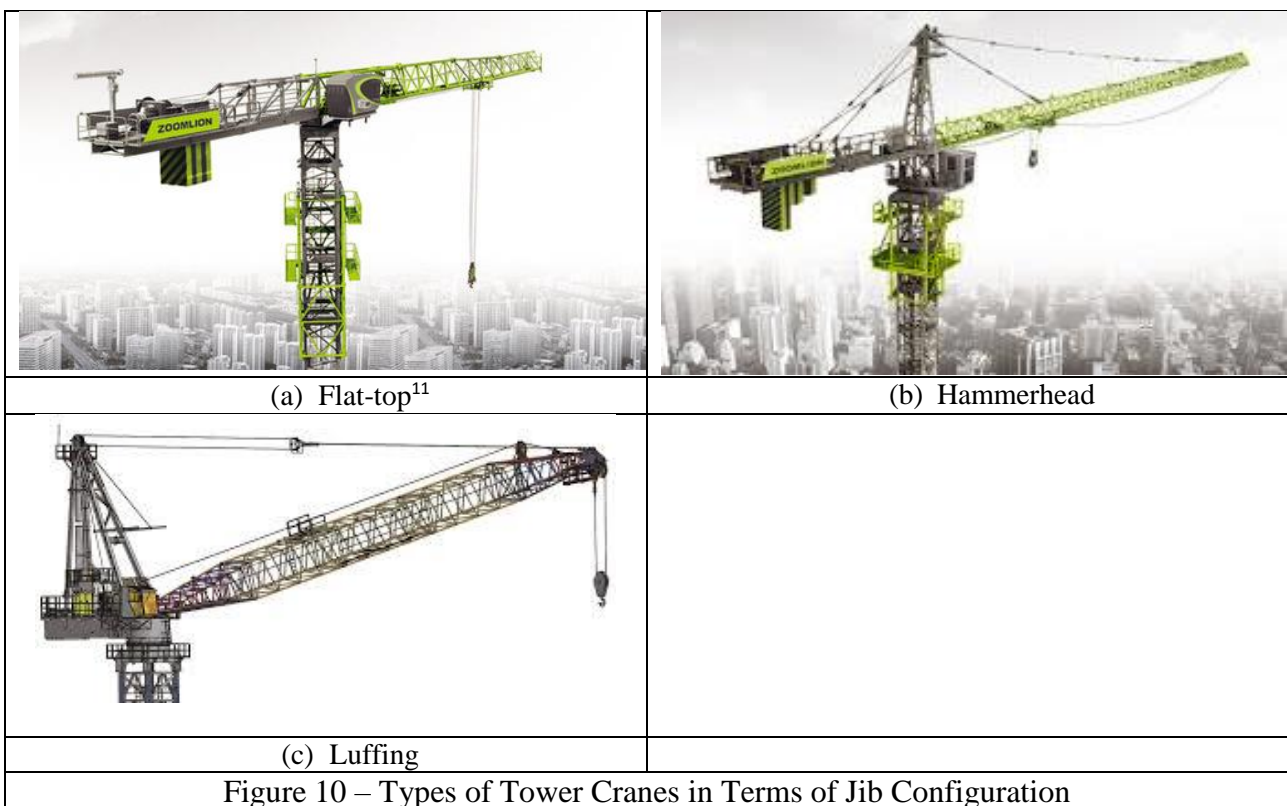 ZOOMLION
ZOOMLION
(a) Flat-top¹¹
(b) Hammerhead
(c) Luffing
Figure 10 – Types of Tower Cranes in Terms of Jib Configuration